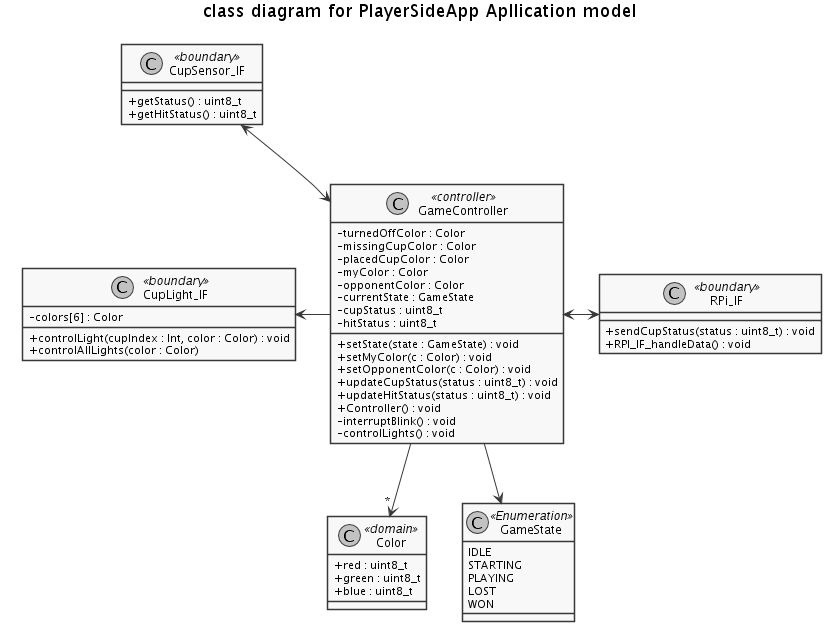 class diagram for PlayerSideApp Apllication model
C
«boundary»
CupSensor_IF
+getStatus() : uint8_t
+getHitStatus() : uint8_t
C
«controller»
GameController
-turnedOffColor : Color
-missingCupColor : Color
-placedCupColor : Color
-myColor : Color
-opponentColor : Color
-currentState : GameState
-cupStatus : uint8_t
-hitStatus : uint8_t
+setState(state : GameState) : void
+setMyColor(c : Color) : void
+setOpponentColor(c : Color) : void
+updateCupStatus(status : uint8_t) : void
+updateHitStatus(status : uint8_t) : void
+Controller() : void
-interruptBlink() : void
-controlLights() : void
C
«boundary»
CupLight_IF
-colors[6] : Color
+controlLight(cupIndex : Int, color : Color) : void
+controlAllLights(color : Color)
C
«boundary»
RPi_IF
+sendCupStatus(status : uint8_t) : void
+RPI_IF_handleData() : void
*
C
«domain»
Color
+red : uint8_t
+green : uint8_t
+blue : uint8_t
C
«Enumeration»
GameState
IDLE
STARTING
PLAYING
LOST
WON